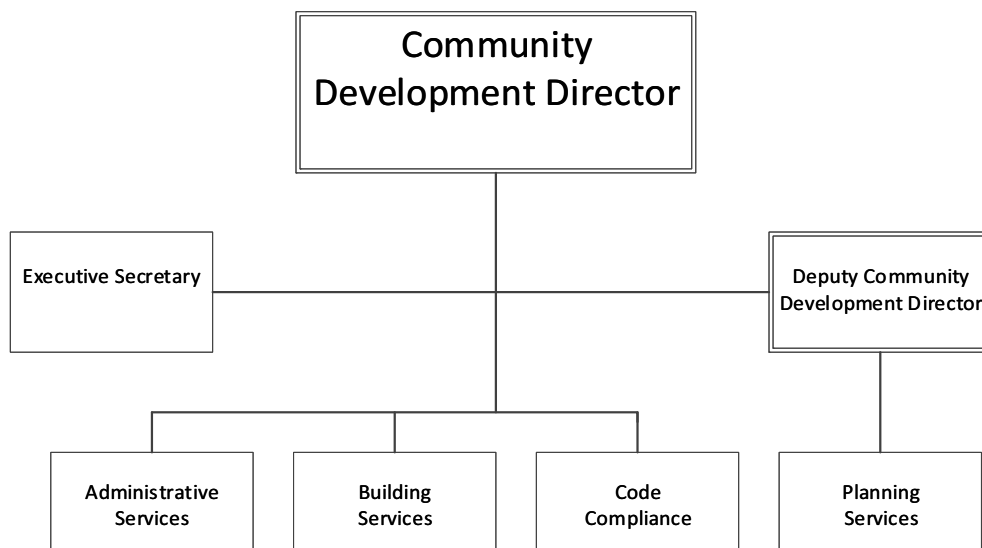 Community
Development Director
Executive Secretary
Deputy Community
Development Director
Administrative
Services
Building
Services
Code
Compliance
Planning
Services